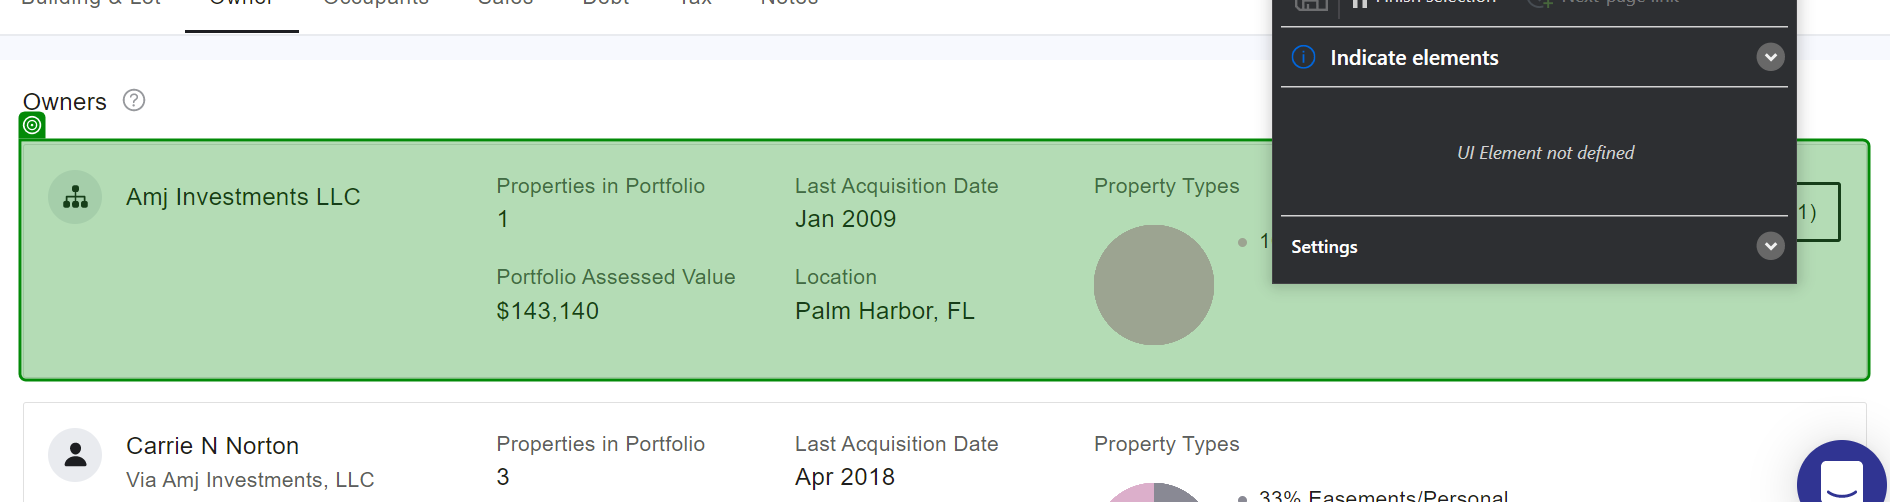 Building & Lot Owner Occupants Sales Debt Tax Notes
Finish selection Next-page link
Indicate elements
UI Element not defined
Settings
Owners
Amj Investments LLC
Properties in Portfolio
1
Last Acquisition Date
Jan 2009
Property Types
1
1)
Portfolio Assessed Value
$143,140
Location
Palm Harbor, FL
Carrie N Norton
Via Amj Investments, LLC
Properties in Portfolio
3
Last Acquisition Date
Apr 2018
Property Types
33% Easements/Personal